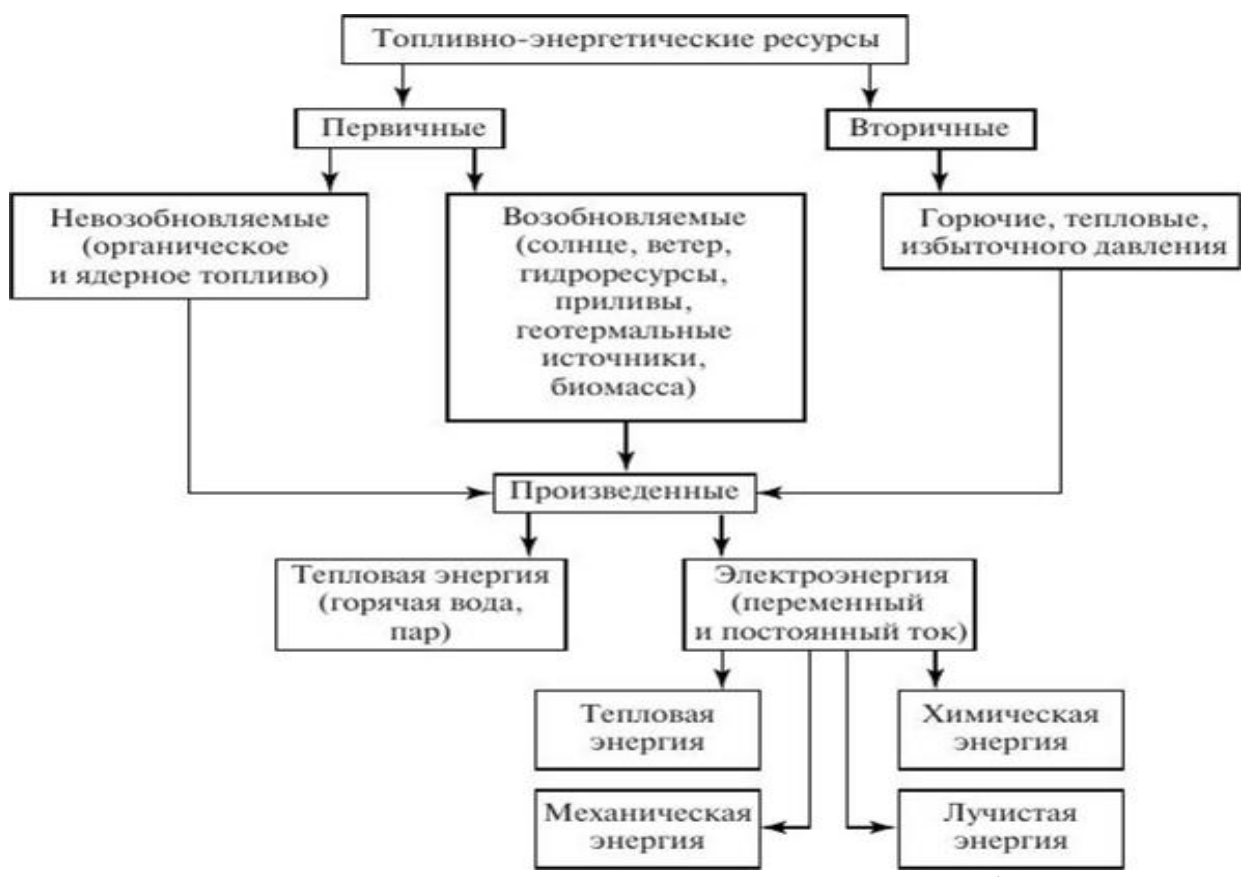 Топливно-энергетические ресурсы
Первичные
Вторичные
Невозобновляемые
(органическое
и ядерное топливо)
Возобновляемые
(солнце, ветер,
гидроресурсы,
приливы,
геотермальные
источники,
биомасса)
Горючие, тепловые,
избыточного давления
Произведенные
Тепловая энергия
(горячая вода,
пар)
Электроэнергия
(переменный
и постоянный ток)
Тепловая
энергия
Химическая
энергия
Механическая
энергия
Лучистая
энергия